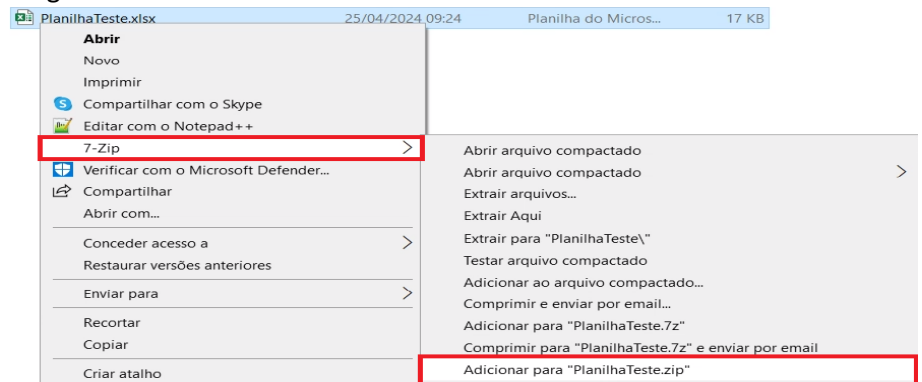 PlanilhaTeste.xlsx 25/04/2024 09:24 Planilha do Micros... 17 KB
Abrir
Novo
Imprimir
Compartilhar com o Skype
Editar com o Notepad++
7-Zip
Verificar com o Microsoft Defender...
Compartilhar
Abrir com...
Conceder acesso a
Restaurar versões anteriores
Enviar para
Recortar
Copiar
Criar atalho
Abrir arquivo compactado
Abrir arquivo compactado
Extrair arquivos...
Extrair Aqui
Extrair para "PlanilhaTeste\"
Testar arquivo compactado
Adicionar ao arquivo compactado...
Comprimir e enviar por email...
Adicionar para "PlanilhaTeste.7z"
Comprimir para "PlanilhaTeste.7z" e enviar por email
Adicionar para "PlanilhaTeste.zip"